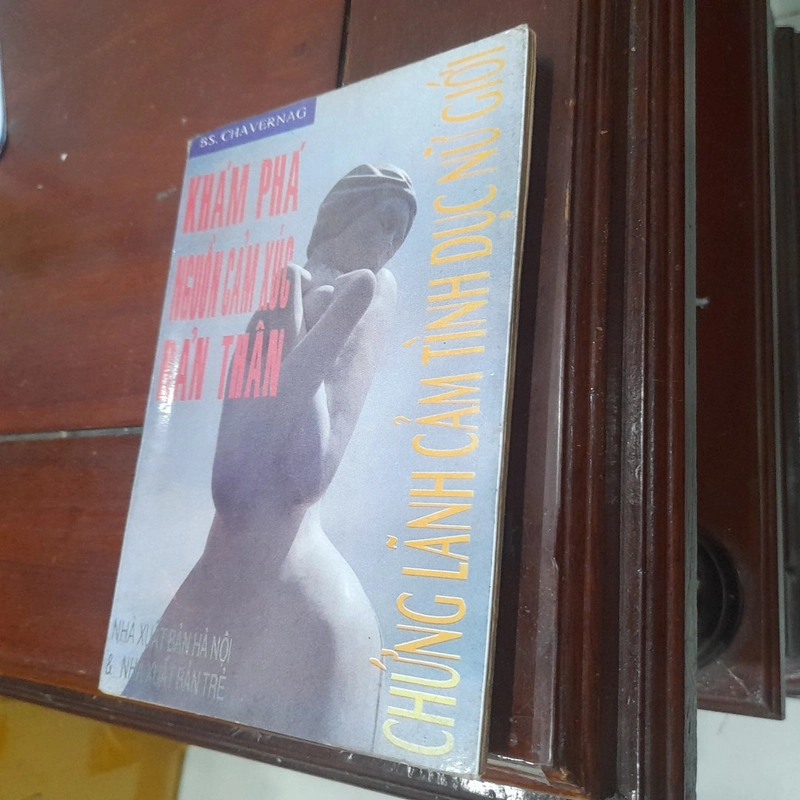 BS. CHAVERNAG
KHÁM PHÁ
NGUỒN CẢM XÚC
BẢN THÂN
CHỨNG LÃNH CẢM TÌNH DỤC NỮ GIỚI
NHÀ XUẤT BẢN HÀ NỘI
& NHÀ XUẤT BẢN TRẺ